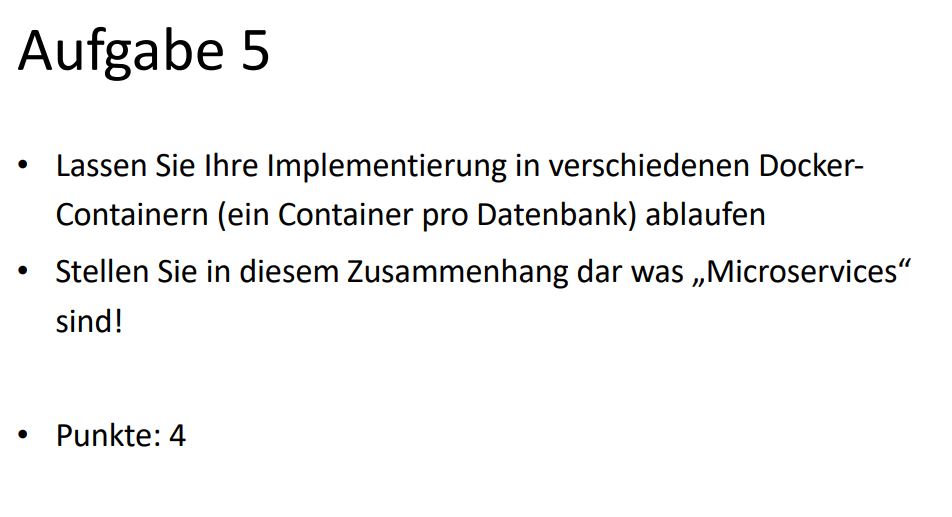 Aufgabe 5
• Lassen Sie Ihre Implementierung in verschiedenen Docker-
Containern (ein Container pro Datenbank) ablaufen
• Stellen Sie in diesem Zusammenhang dar was „Microservices“
sind!
• Punkte: 4